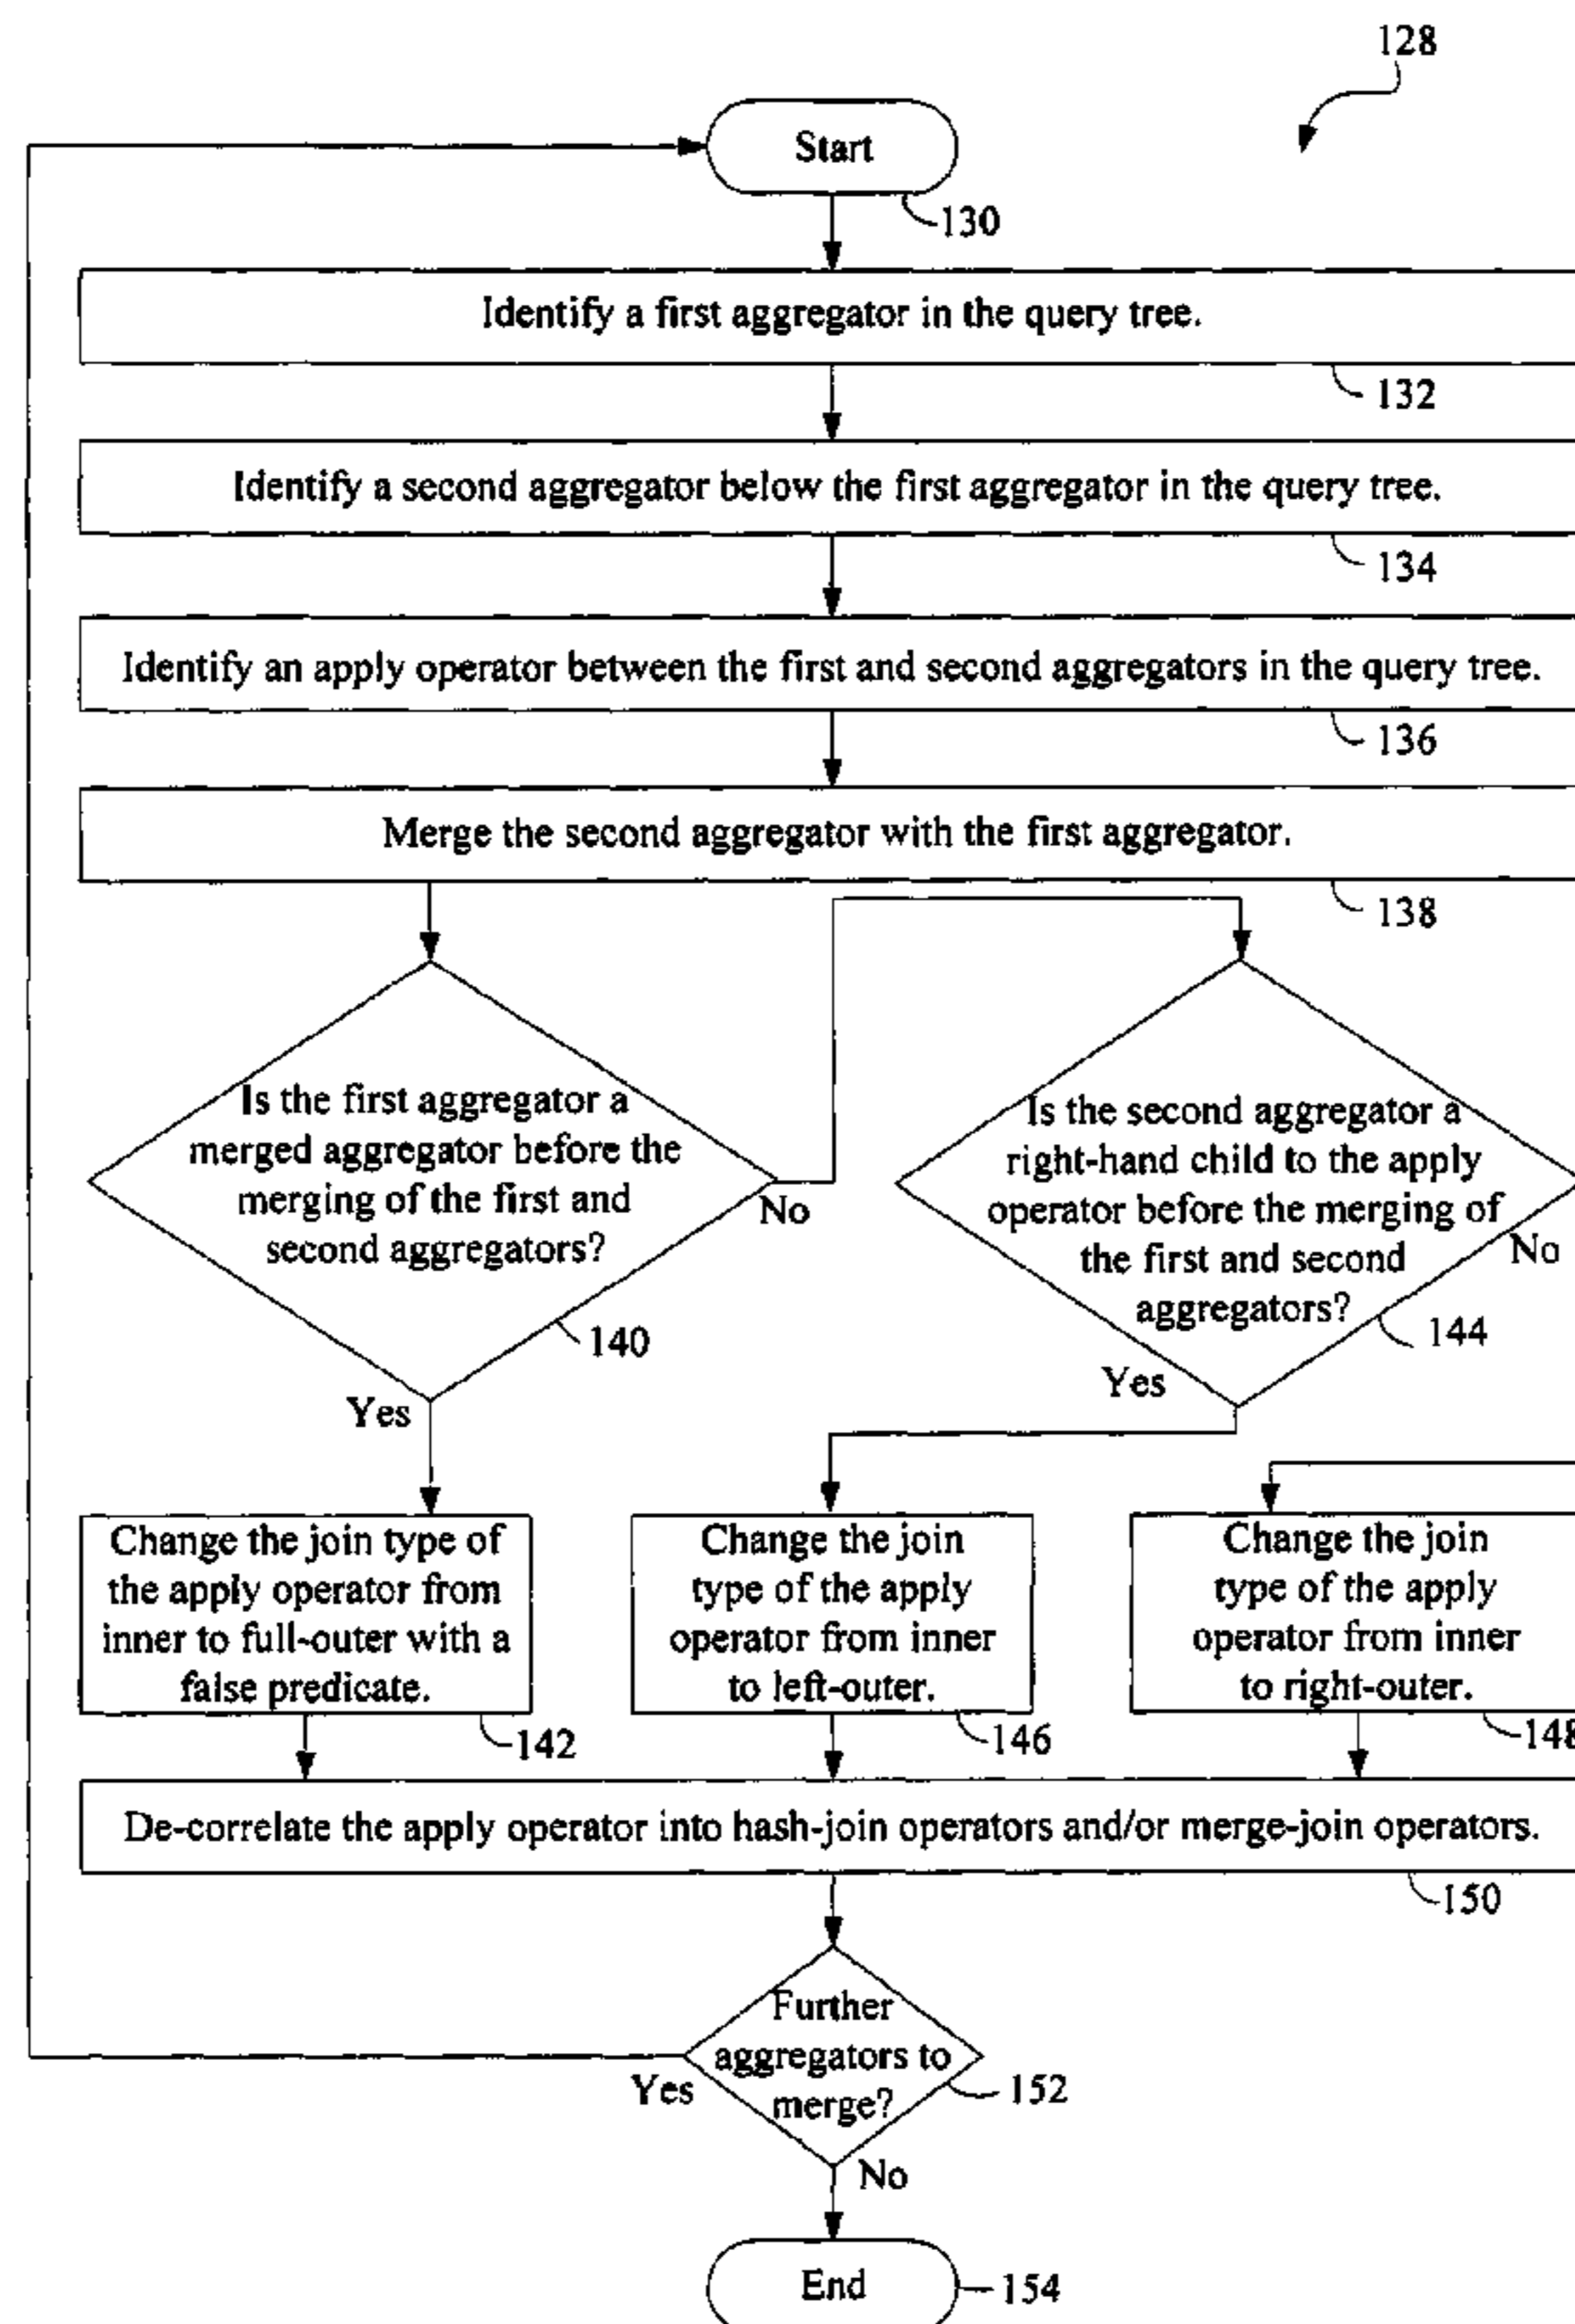 128
Start
130
Identify a first aggregator in the query tree.
132
Identify a second aggregator below the first aggregator in the query tree.
134
Identify an apply operator between the first and second aggregators in the query tree.
136
Merge the second aggregator with the first aggregator.
138
Is the first aggregator a
merged aggregator before the
merging of the first and
second aggregators?
No
140
Yes
Is the second aggregator a
right-hand child to the apply
operator before the merging of
the first and second
aggregators?
No
144
Yes
Change the join type of
the apply operator from
inner to full-outer with a
false predicate.
142
Change the join
type of the apply
operator from inner
to left-outer.
146
Change the join
type of the apply
operator from inner
to right-outer.
148
De-correlate the apply operator into hash-join operators and/or merge-join operators.
150
Further
aggregators to
merge?
Yes
152
No
End
154